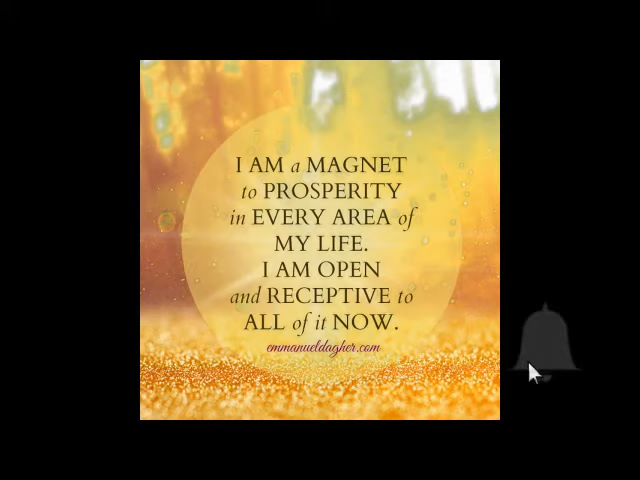 I AM a MAGNET
to PROSPERITY
in EVERY AREA of
MY LIFE.
I AM OPEN
and RECEPTIVE to
ALL of it NOW.
emmanueldagher.com